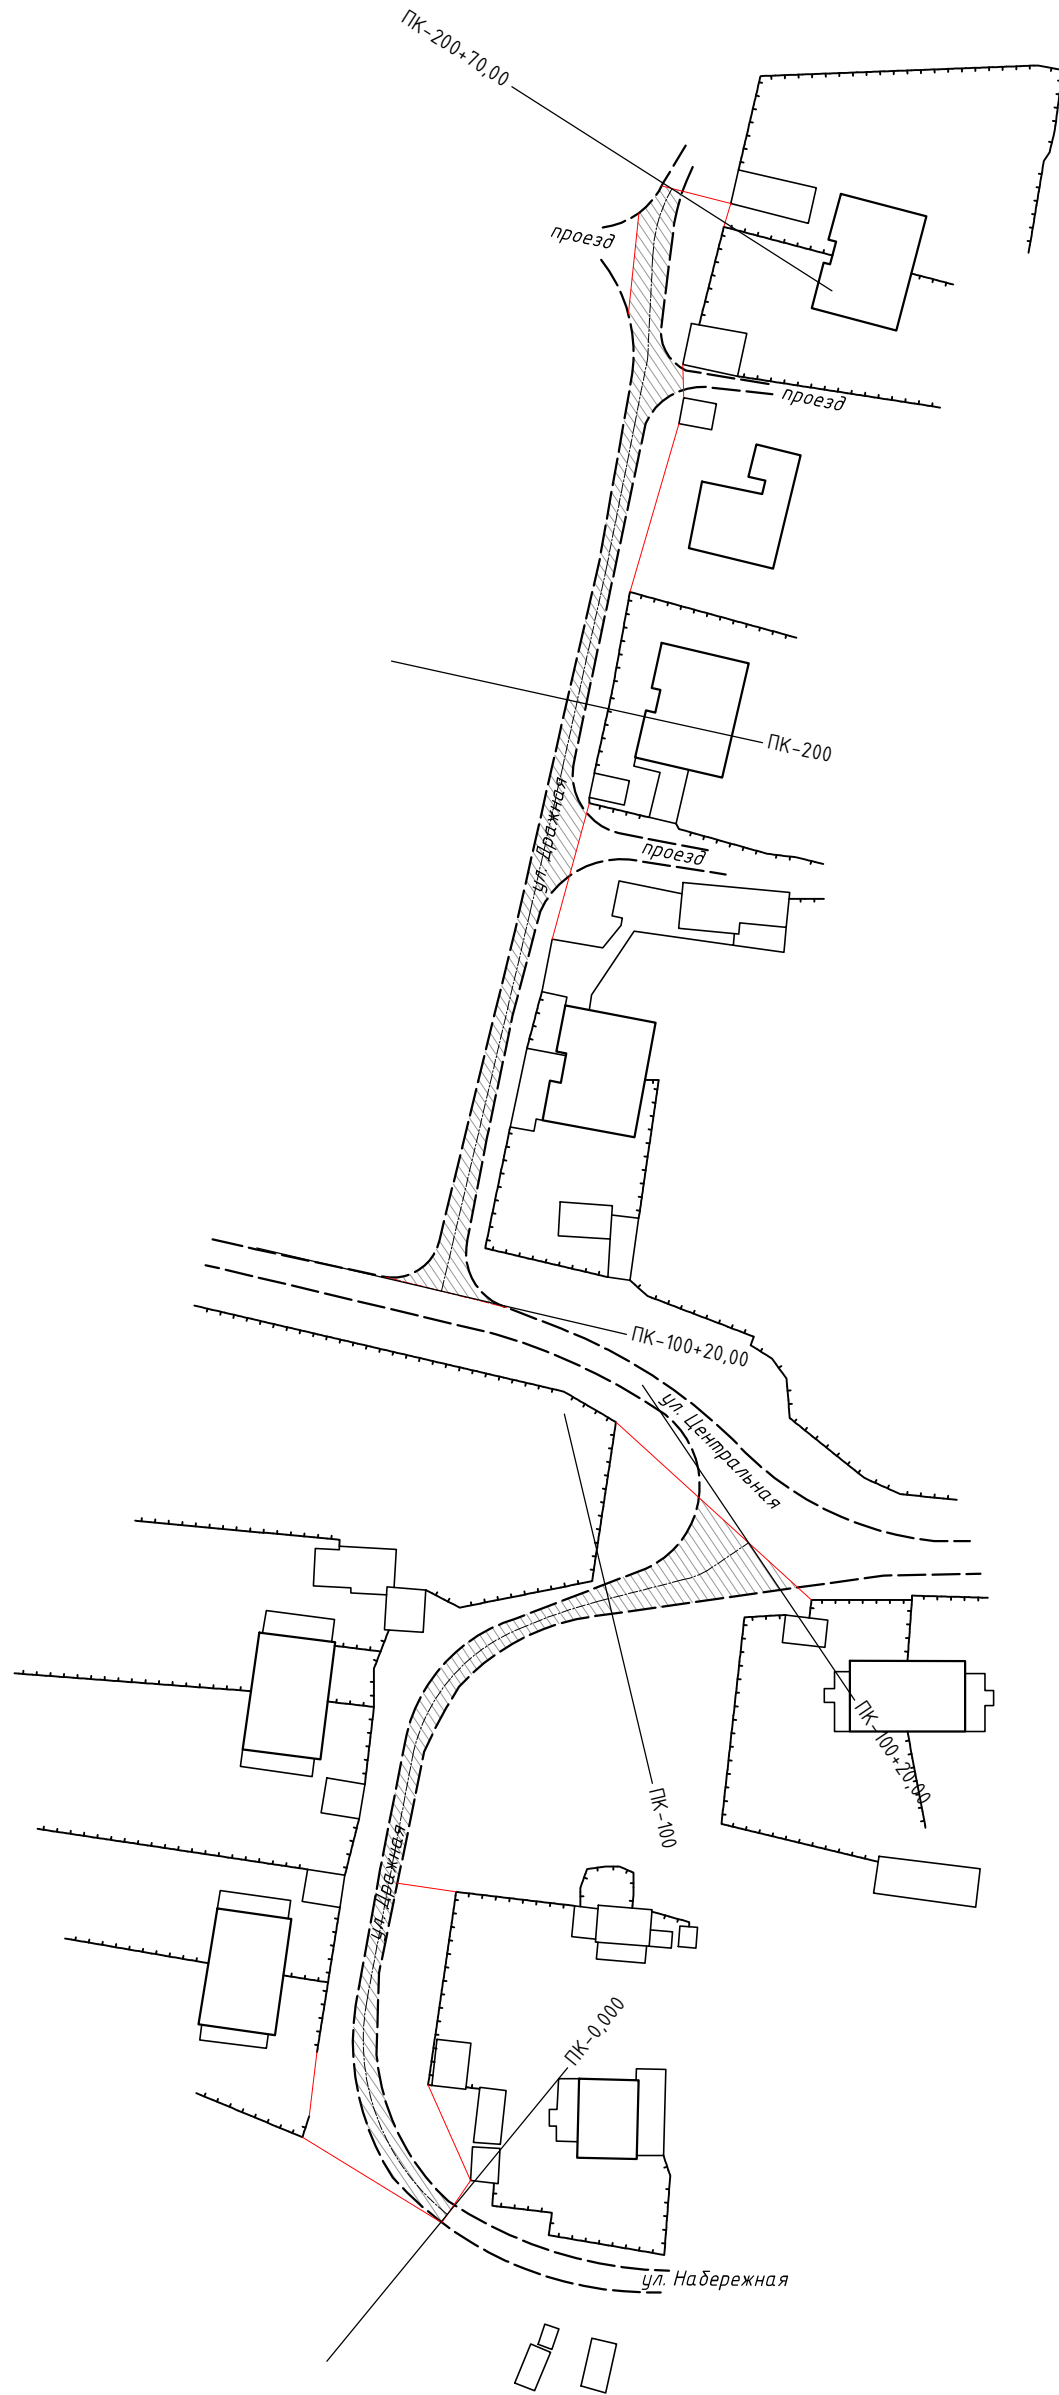 ПК-200+70,00
проезд
проезд
ПК-200
ул. Дражная
проезд
ПК-100+20,00
ул. Центральная
ПК-100+20,00
ПК-100
ул. Дражная
ПК-0,000
ул. Набережная